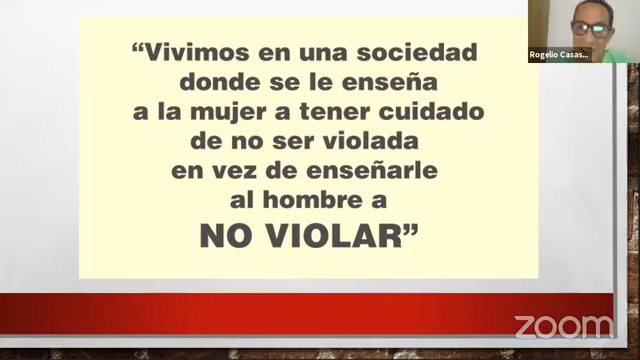 “Vivimos en una sociedad
donde se le enseña
a la mujer a tener cuidado
de no ser violada
en vez de enseñarle
al hombre a
NO VIOLAR”
Rogelio Casas...
zoom